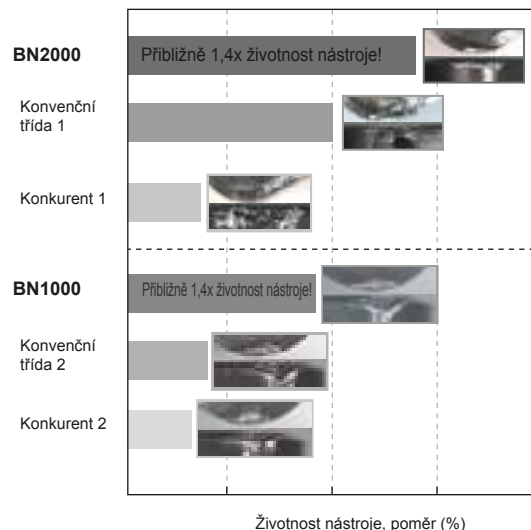 BN2000
Přibližně 1,4x životnost nástroje!
Konvenční
třída 1
Konkurent 1
BN1000
Přibližně 1,4x životnost nástroje!
Konvenční
třída 2
Konkurent 2
Životnost nástroje, poměr (%)